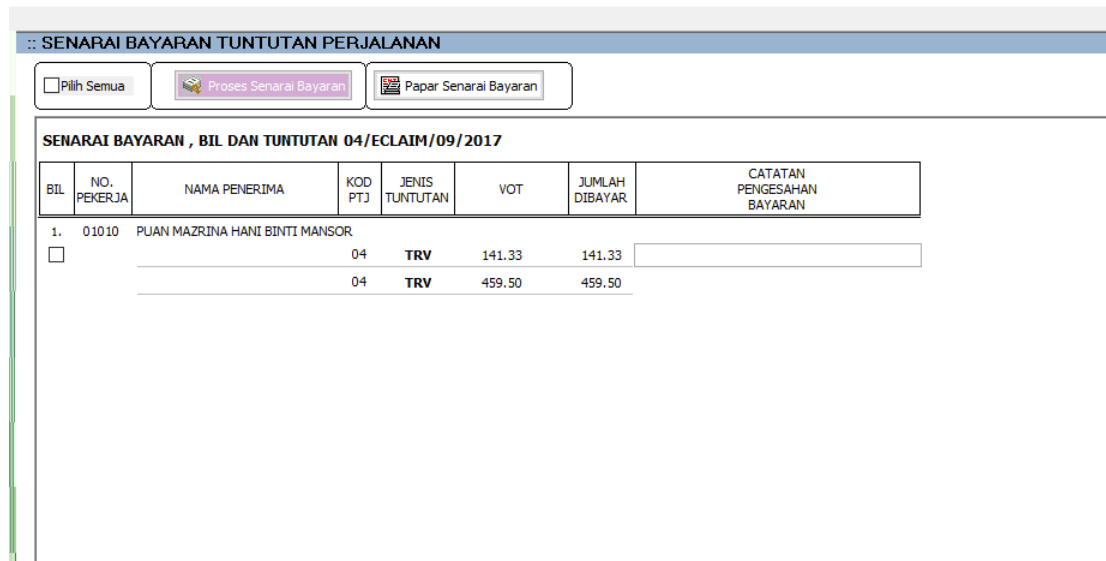 :: SENARAI BAYARAN TUNTUTAN PERJALANAN
Pilih Semua Proses Senarai Bayaran Papar Senarai Bayaran
SENARAI BAYARAN , BIL DAN TUNTUTAN 04/ECLAIM/09/2017
BIL NO. PEKERJA NAMA PENERIMA KOD PTJ JENIS TUNTUTAN VOT JUMLAH DIBAYAR CATATAN PENGESAHAN BAYARAN
1. 01010 PUAN MAZRINA HANI BINTI MANSOR
04 TRV 141.33 141.33
04 TRV 459.50 459.50